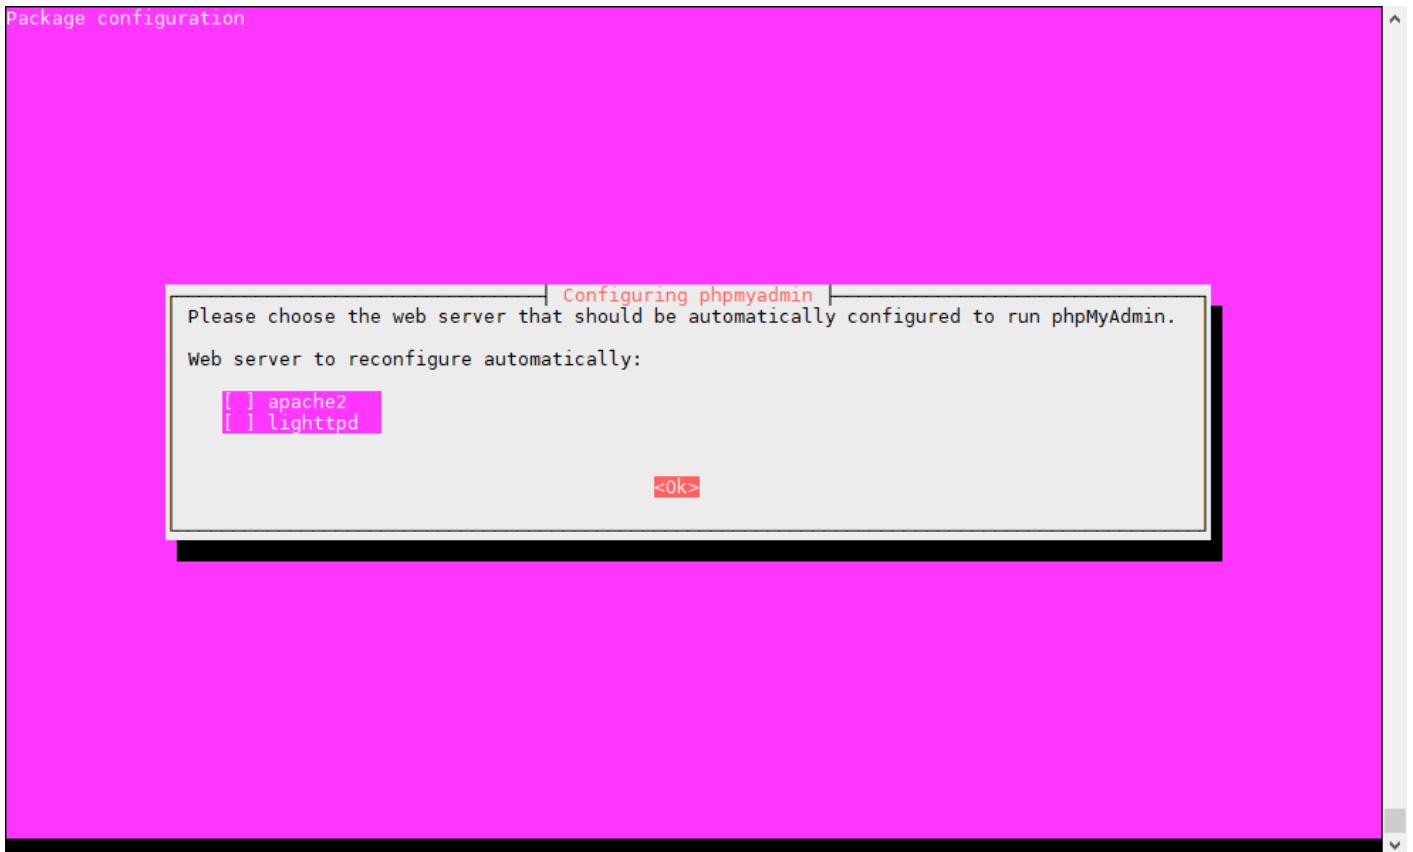 Package configuration
Configuring phpmyadmin
Please choose the web server that should be automatically configured to run phpMyAdmin.
Web server to reconfigure automatically:
[ ] apache2
[ ] lighttpd
<Ok>